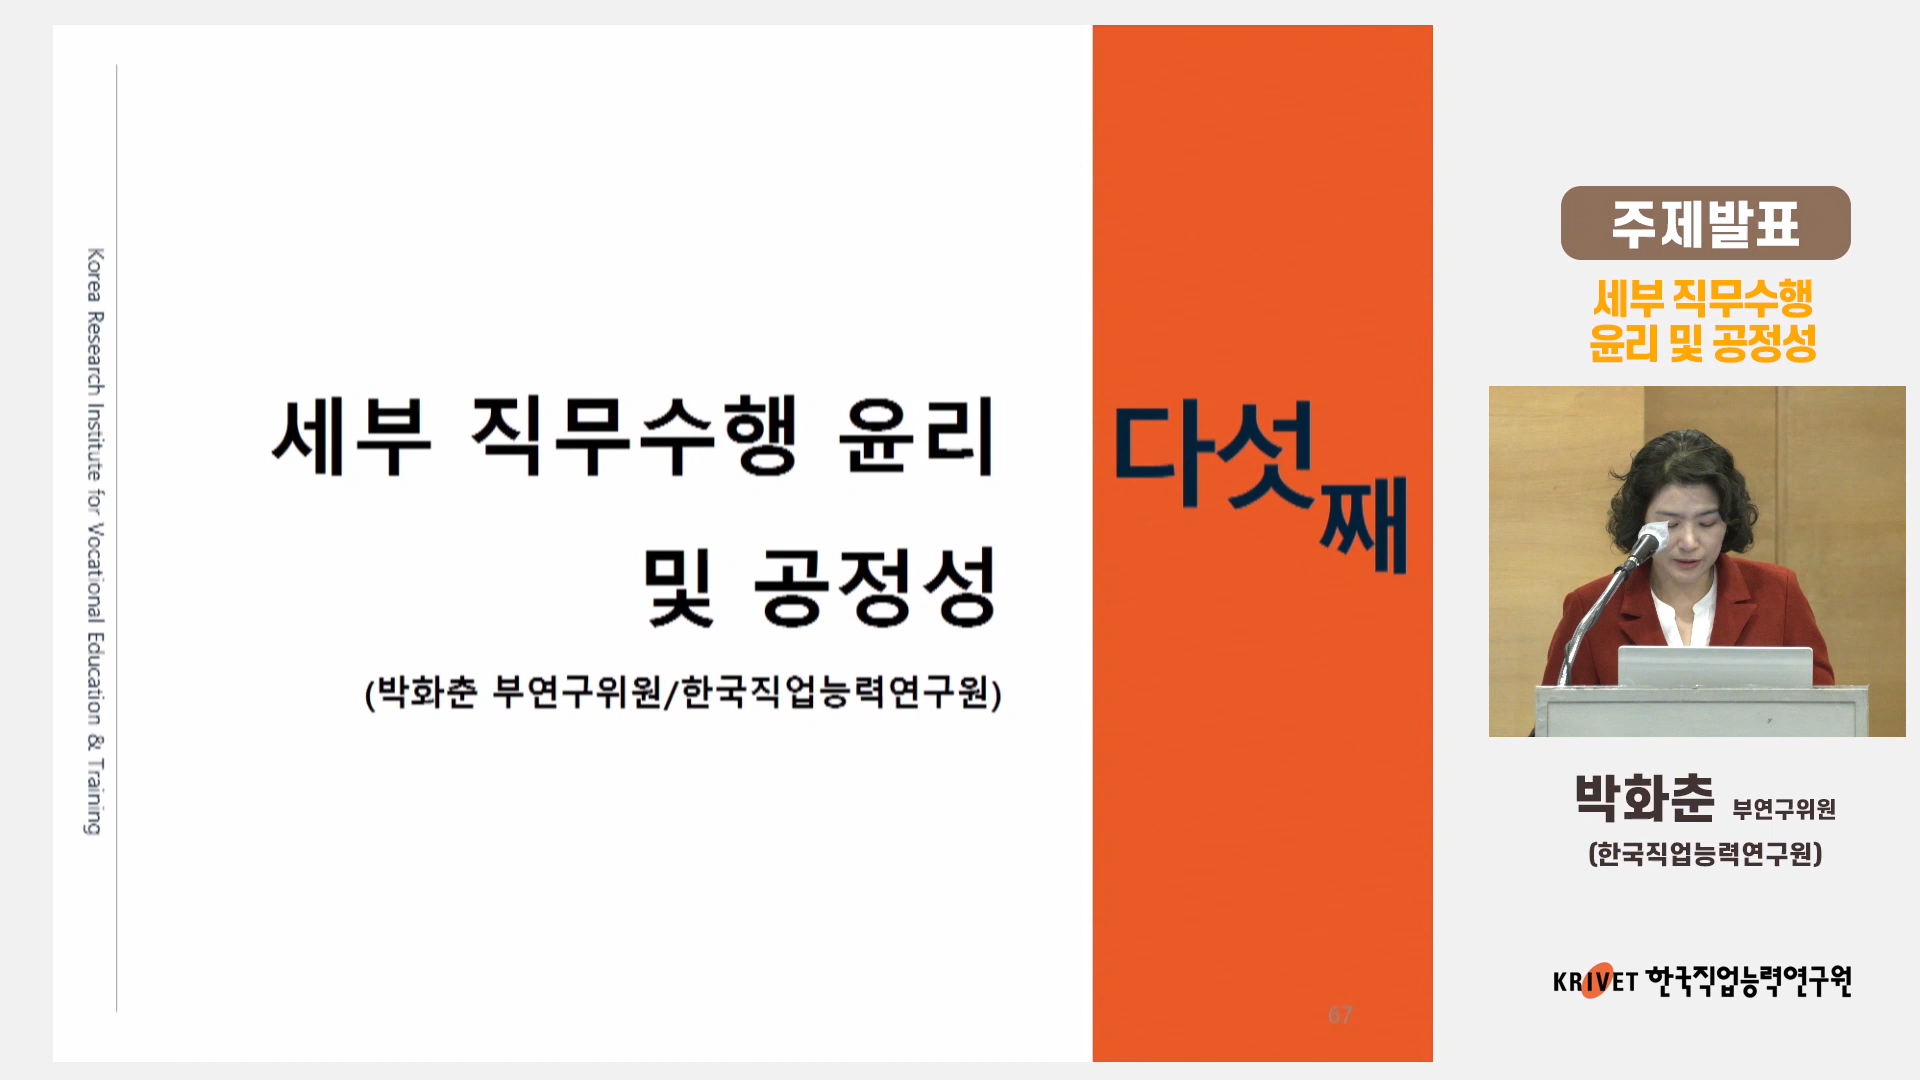 Korea Research Institute for Vocational Education & Training
세부 직무수행 윤리
및 공정성
(박화춘 부연구위원/한국직업능력연구원)
다섯째
67
주제발표
세부 직무수행
윤리 및 공정성
박화춘 부연구위원
(한국직업능력연구원)
KRIVET 한국직업능력연구원